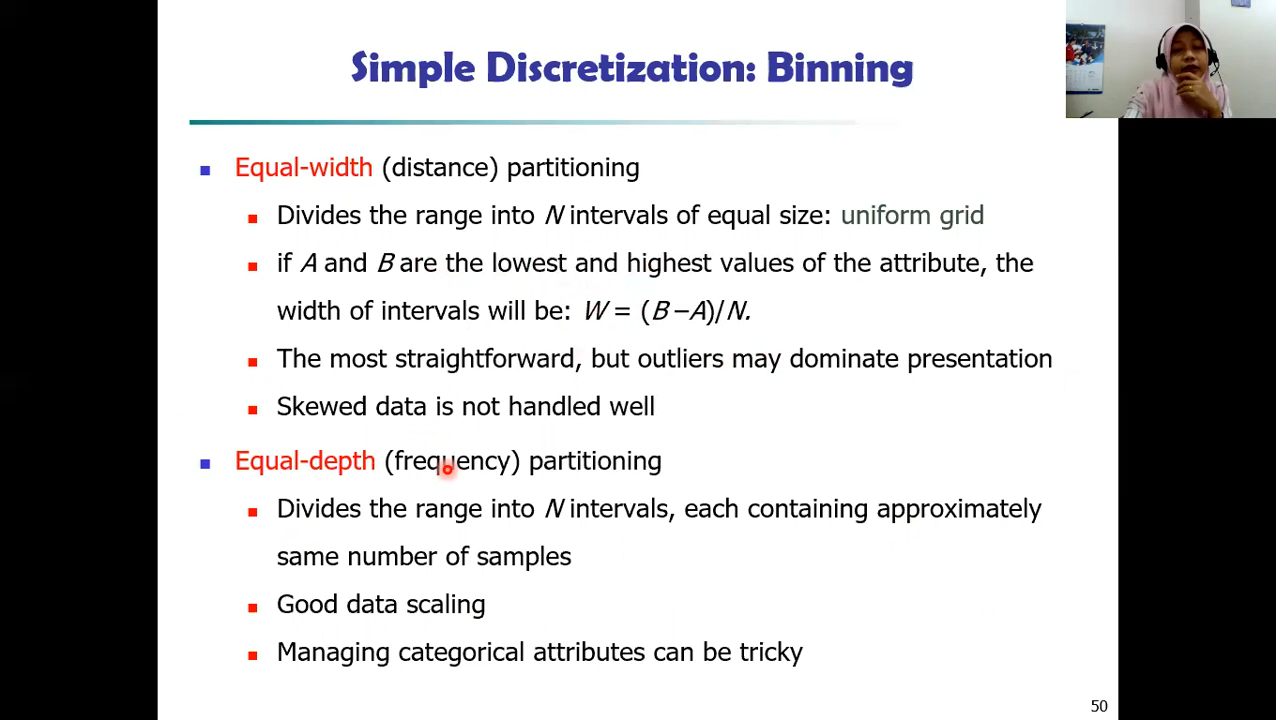 Simple Discretization: Binning
Equal-width (distance) partitioning
Divides the range into N intervals of equal size: uniform grid
if A and B are the lowest and highest values of the attribute, the
width of intervals will be: W = (B –A)/N.
The most straightforward, but outliers may dominate presentation
Skewed data is not handled well
Equal-depth (frequency) partitioning
Divides the range into N intervals, each containing approximately
same number of samples
Good data scaling
Managing categorical attributes can be tricky
50